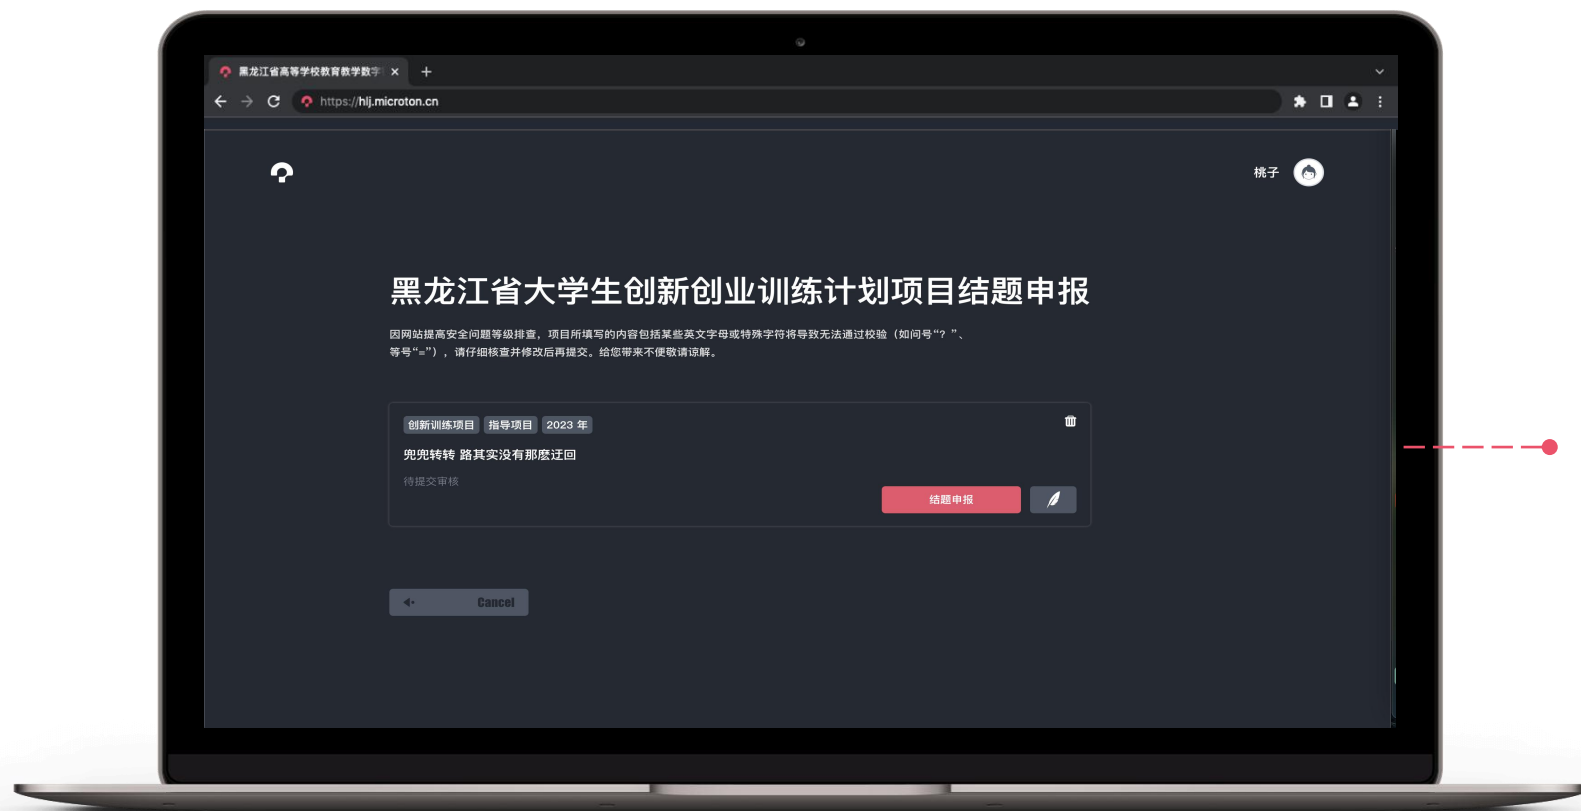 黑龙江省高等学校教育教学数字
https://hlj.microton.cn
桃子
黑龙江省大学生创新创业训练计划项目结题申报
因网站提高安全问题等级排查，项目所填写的内容包括某些英文字母或特殊字符将导致无法通过校验（如问号“？”、
等号“=”），请仔细核查并修改后再提交。给您带来不便敬请谅解。
创新训练项目 指导项目 2023 年
兜兜转转 路其实没有那麽迂回
待提交审核
结题申报
Cancel